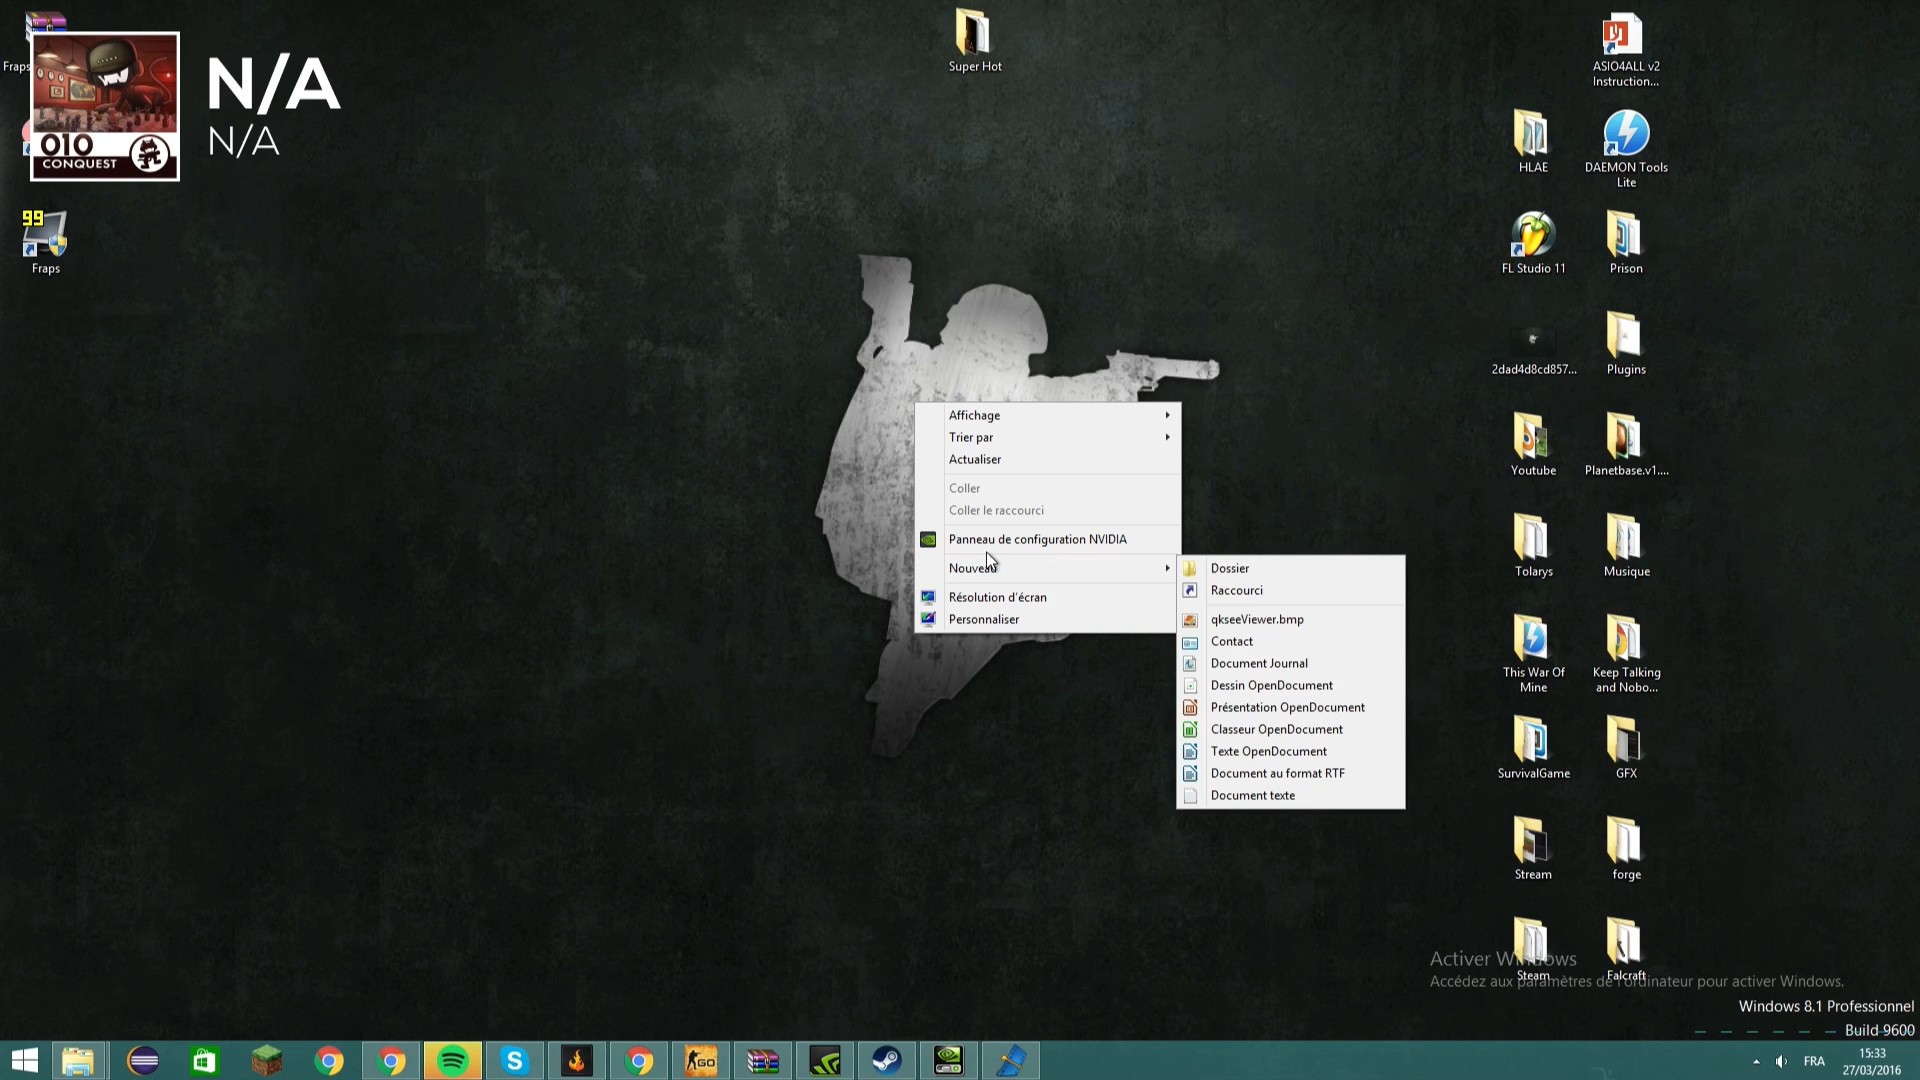 Fraps
010
CONQUEST
N/A
N/A
99
Fraps
Super Hot
ASIO4ALL v2
Instruction...
HLAE
DAEMON Tools
Lite
FL Studio 11
Prison
2dad4d8cd857...
Plugins
Youtube
Planetbase.v1....
Tolarys
Musique
This War Of
Mine
Keep Talking
and Nobo...
SurvivalGame
GFX
Stream
forge
Steam
Falcraft
Affichage
Trier par
Actualiser
Coller
Coller le raccourci
Panneau de configuration NVIDIA
Nouveau
Résolution d'écran
Personnaliser
Dossier
Raccourci
qkseeViewer.bmp
Contact
Document Journal
Dessin OpenDocument
Présentation OpenDocument
Classeur OpenDocument
Texte OpenDocument
Document au format RTF
Document texte
Activer Windows
Accédez aux paramètres de l'ordinateur pour activer Windows.
Windows 8.1 Professionnel
Build 9600
GO
FRA
15:33
27/03/2016